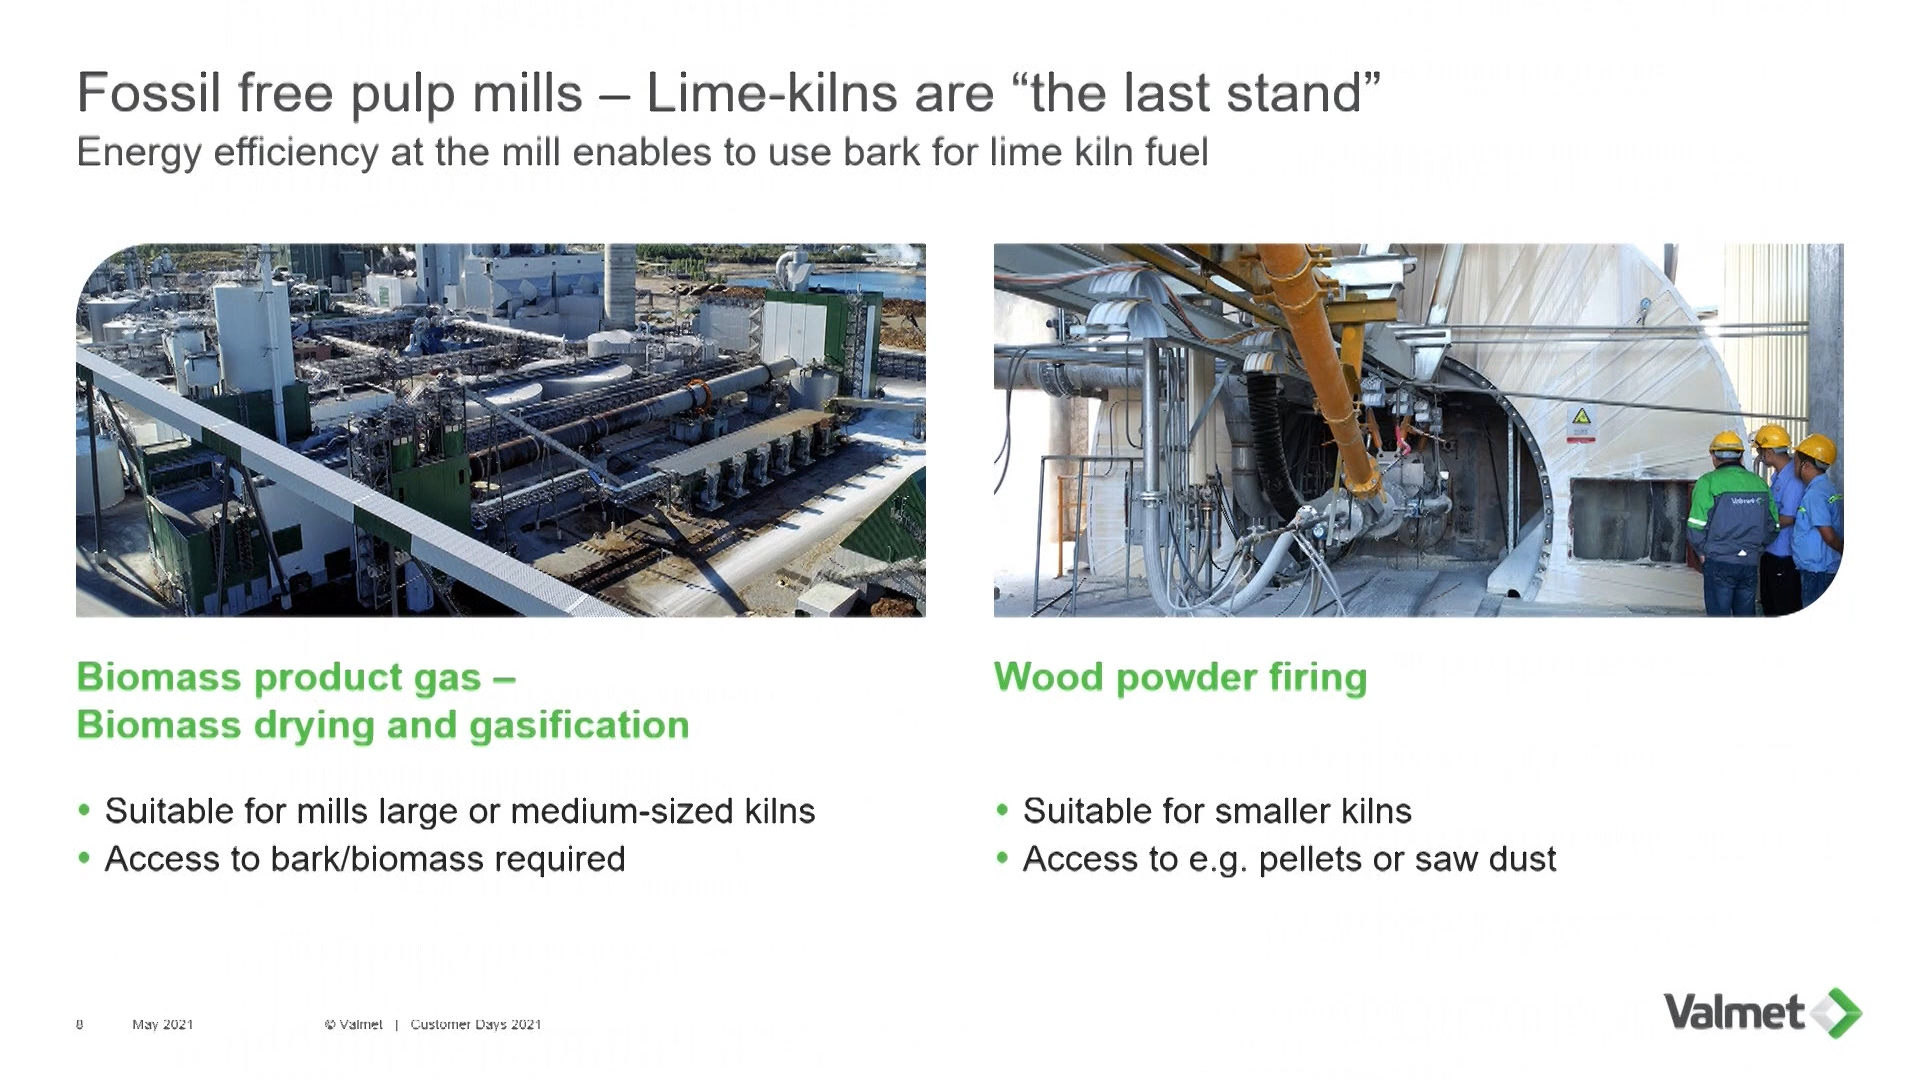 Fossil free pulp mills – Lime-kilns are “the last stand”
Energy efficiency at the mill enables to use bark for lime kiln fuel
Valmet
Biomass product gas –
Biomass drying and gasification
• Suitable for mills large or medium-sized kilns
• Access to bark/biomass required
Wood powder firing
• Suitable for smaller kilns
• Access to e.g. pellets or saw dust
8 May 2021 © Valmet | Customer Days 2021
Valmet